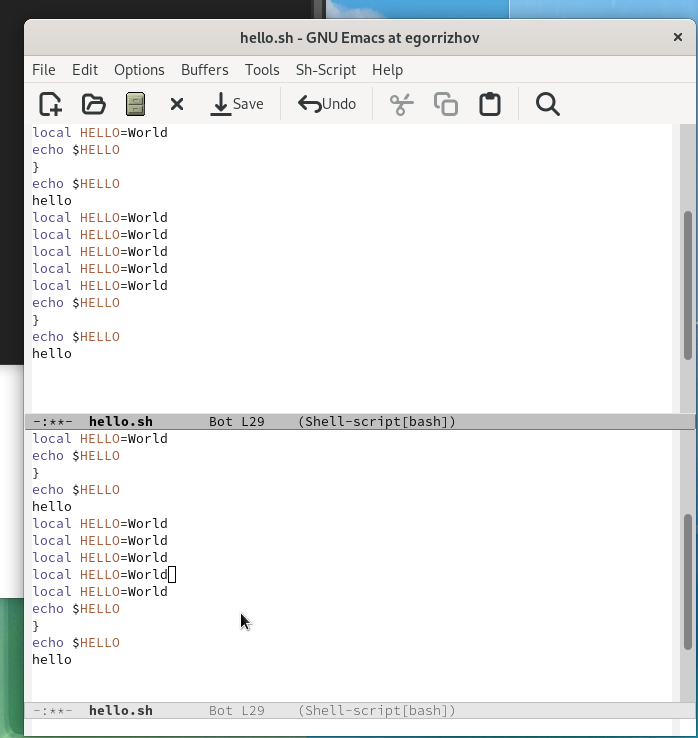 hello.sh - GNU Emacs at egorrizhov
File Edit Options Buffers Tools Sh-Script Help
Save Undo
local HELLO=World
echo $HELLO
}
echo $HELLO
hello
local HELLO=World
local HELLO=World
local HELLO=World
local HELLO=World
local HELLO=World
echo $HELLO
}
echo $HELLO
hello
-:**- hello.sh Bot L29 (Shell-script[bash])
local HELLO=World
echo $HELLO
}
echo $HELLO
hello
local HELLO=World
local HELLO=World
local HELLO=World
local HELLO=World
local HELLO=World
echo $HELLO
}
echo $HELLO
hello
-:**- hello.sh Bot L29 (Shell-script[bash])